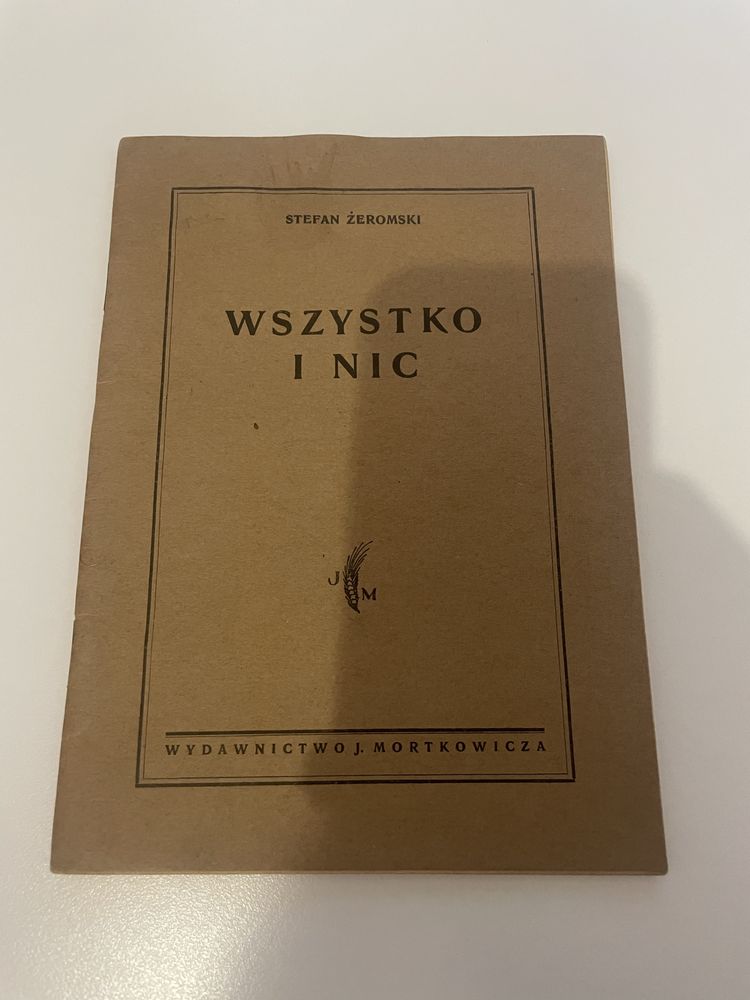 STEFAN ŻEROMSKI
WSZYSTKO
I NIC
J M
WYDAWNICTWO J. MORTKOWICZA